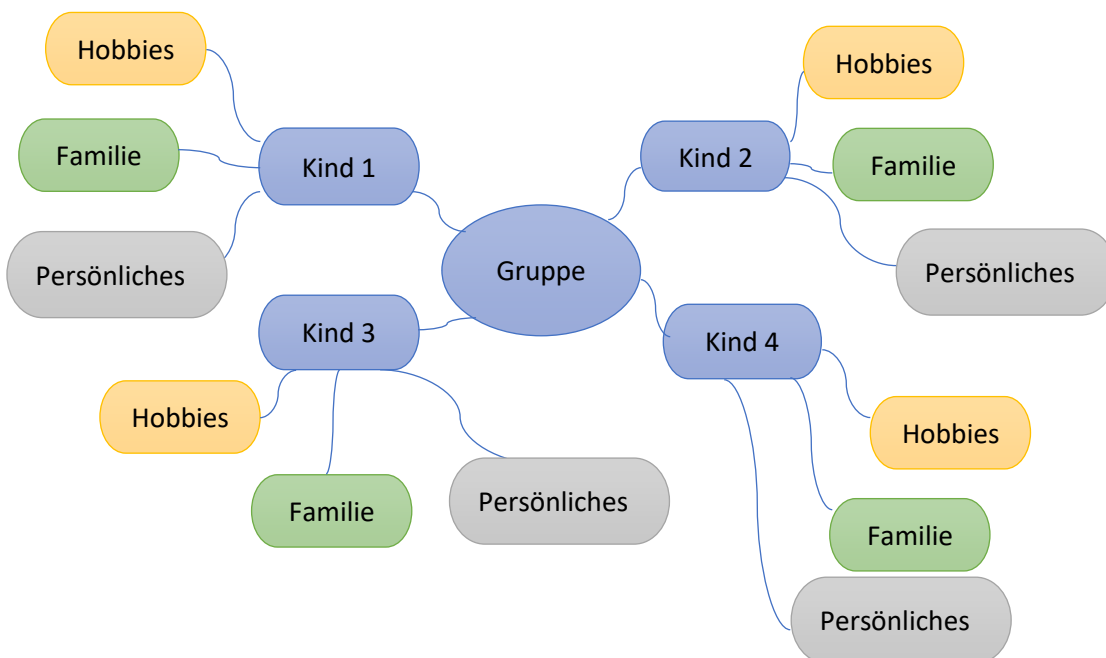 Hobbies
Familie
Persönliches
Kind 1
Gruppe
Kind 2
Hobbies
Familie
Persönliches
Kind 3
Hobbies
Familie
Persönliches
Kind 4
Hobbies
Familie
Persönliches